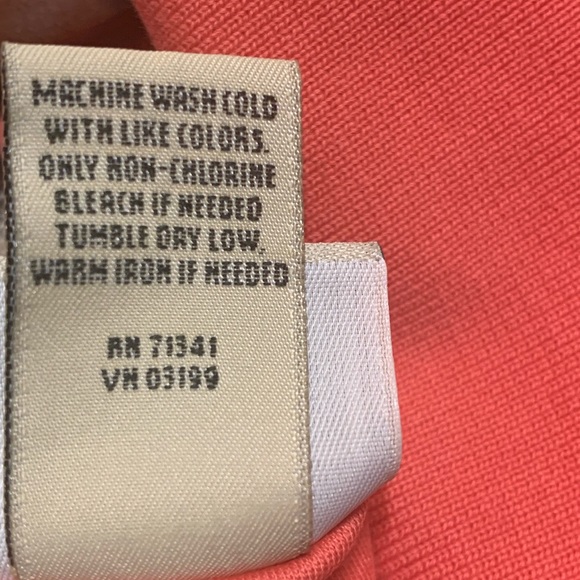 MACHINE WASH COLD
WITH LIKE COLORS.
ONLY NON-CHLORINE
BLEACH IF NEEDED
TUMBLE DRY LOW.
WARM IRON IF NEEDED
RN 71341
VN 03199